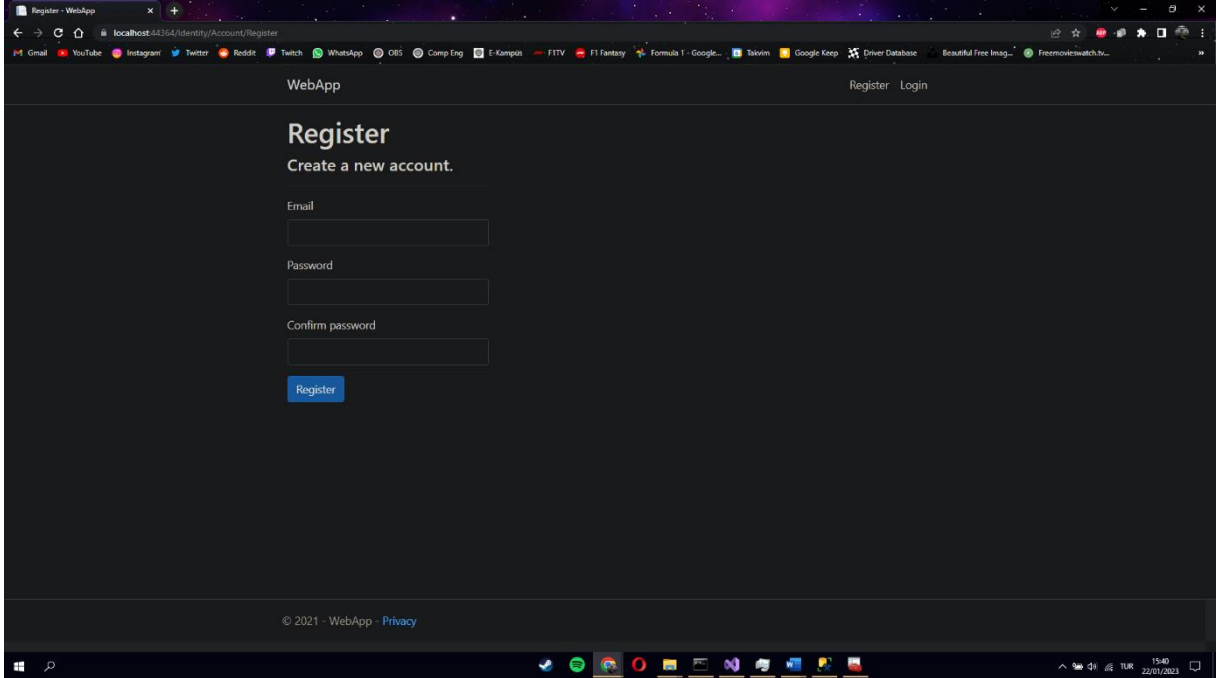 Register - WebApp
localhost:44364/Identity/Account/Register
Gmail YouTube Instagram Twitter Reddit Twitch WhatsApp OBS Comp Eng E-Kampüs F1TV F1 Fantasy Formula 1 - Google... Takvim Google Keep Driver Database Beautiful Free Imag... Freemovieswatch.tv...
WebApp Register Login
Register
Create a new account.
Email
Password
Confirm password
Register
© 2021 - WebApp - Privacy
TUR 15:40
22/01/2023